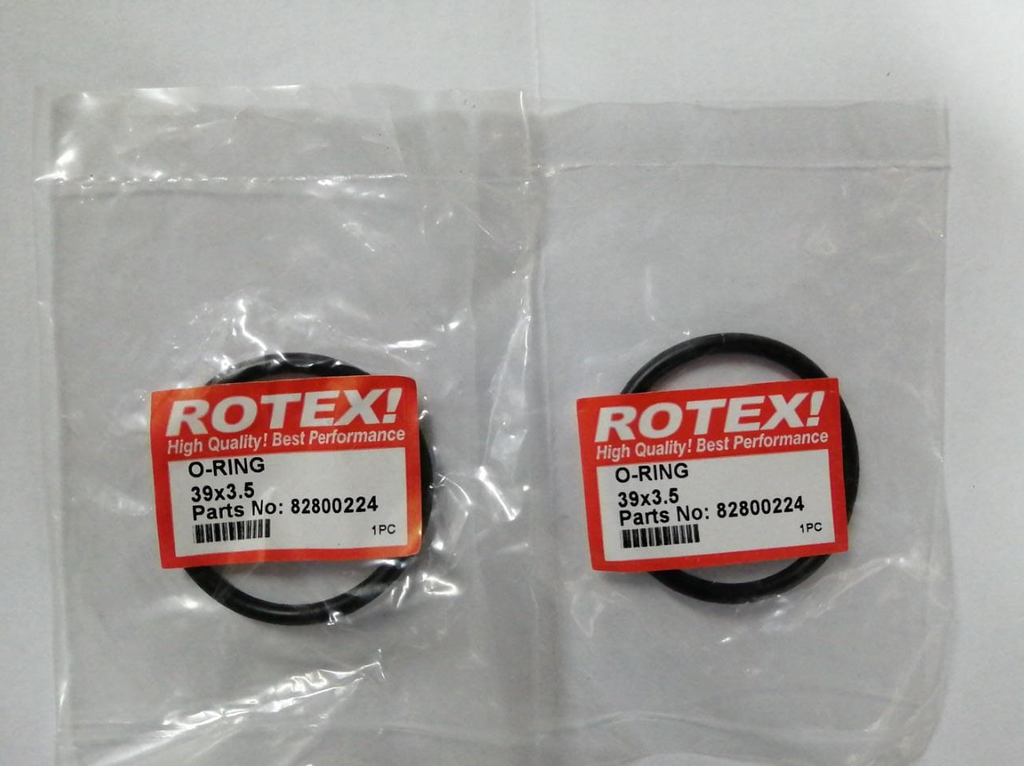 ROTEX!
High Quality! Best Performance
O-RING
39x3.5
Parts No: 82800224
1PC
ROTEX!
High Quality! Best Performance
O-RING
39x3.5
Parts No: 82800224
1PC